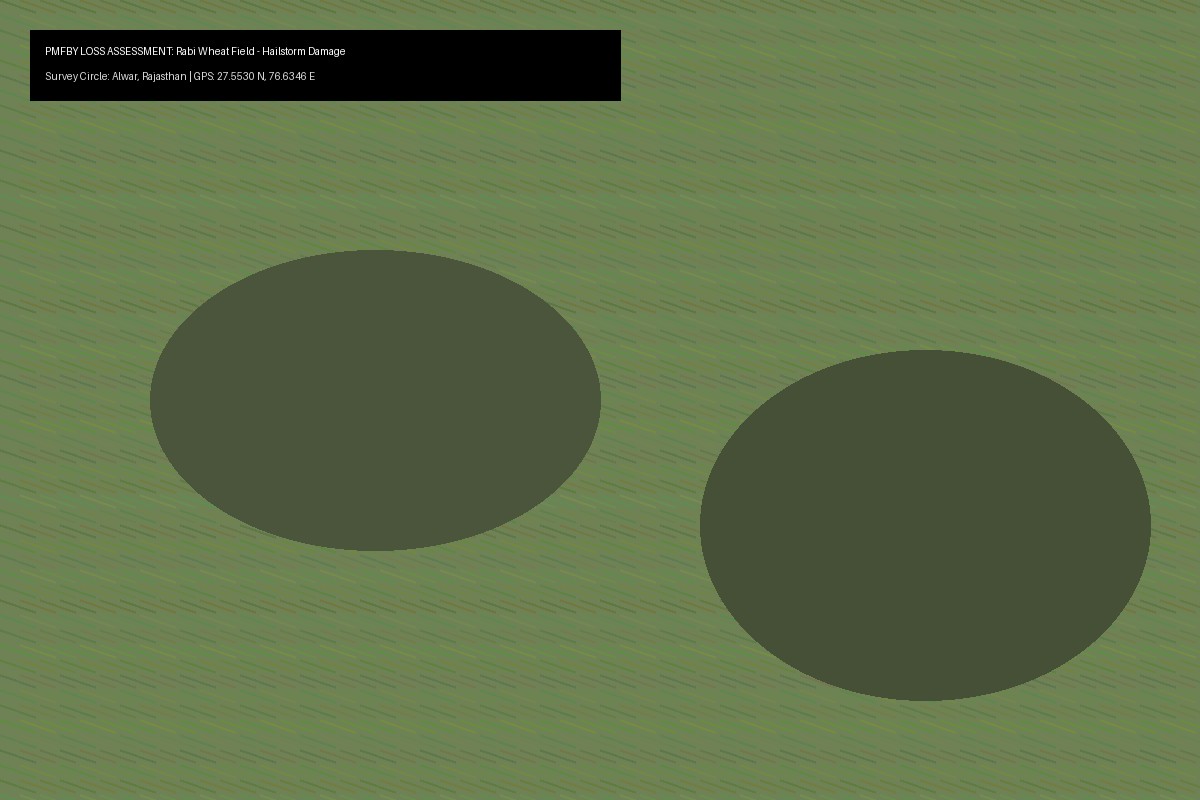 PMFBY LOSS ASSESSMENT: Rabi Wheat Field - Hailstorm Damage
Survey Circle: Alwar, Rajasthan | GPS: 27.5530 N, 76.6346 E